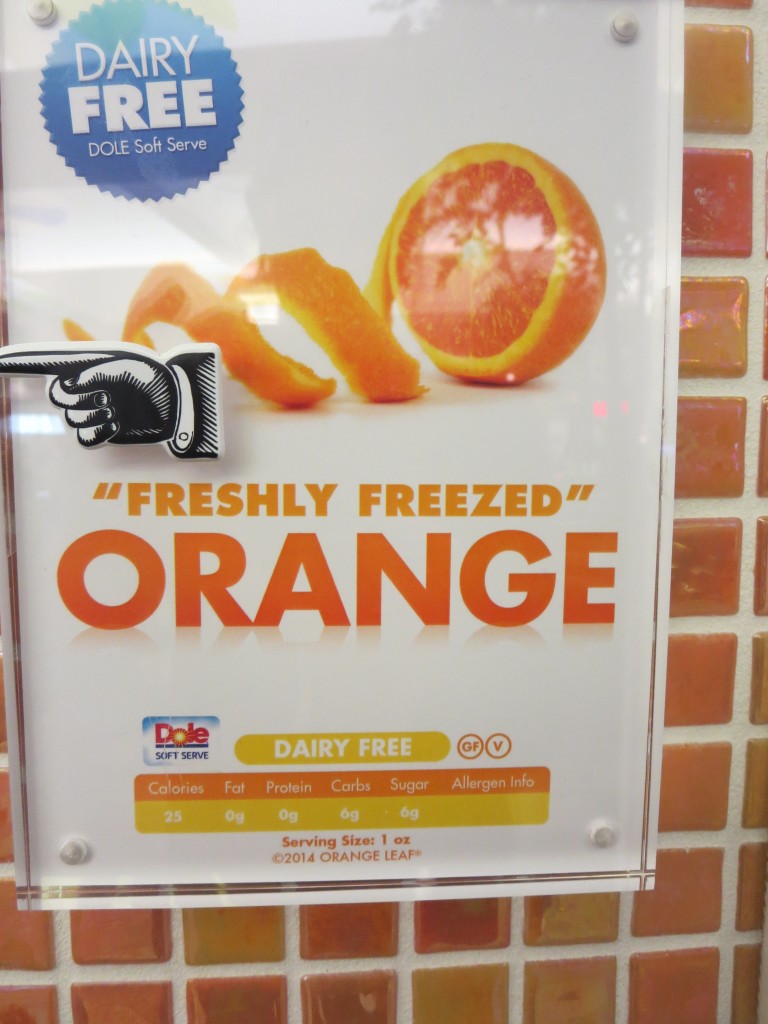 DAIRY
FREE
DOLE Soft Serve
"FRESHLY FREEZED"
ORANGE
Dole
SOFT SERVE
DAIRY FREE GF V
Calories Fat Protein Carbs Sugar Allergen Info
25 0g 0g 6g 6g
Serving Size: 1 oz
©2014 ORANGE LEAF®